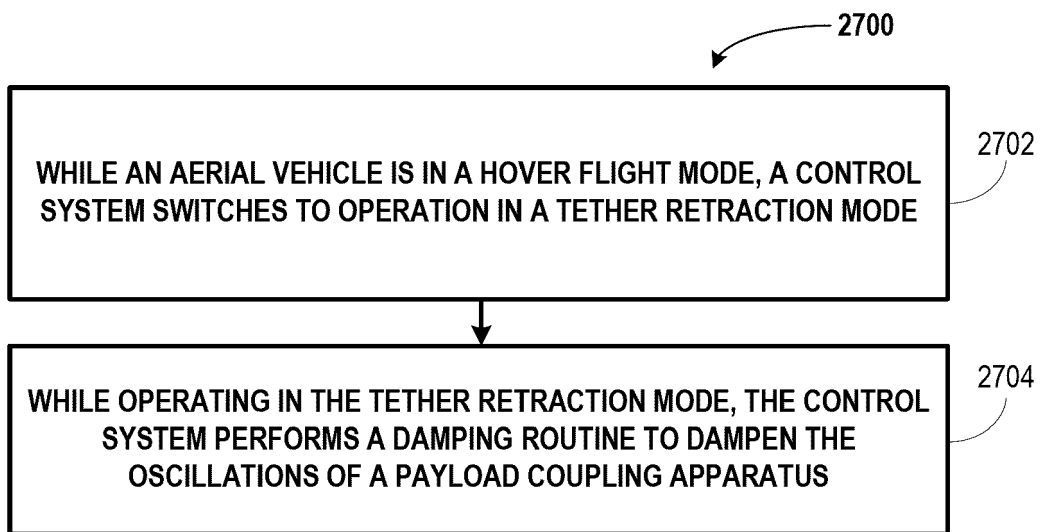 2700
WHILE AN AERIAL VEHICLE IS IN A HOVER FLIGHT MODE, A CONTROL
SYSTEM SWITCHES TO OPERATION IN A TETHER RETRACTION MODE
2702
WHILE OPERATING IN THE TETHER RETRACTION MODE, THE CONTROL
SYSTEM PERFORMS A DAMPING ROUTINE TO DAMPEN THE
OSCILLATIONS OF A PAYLOAD COUPLING APPARATUS
2704